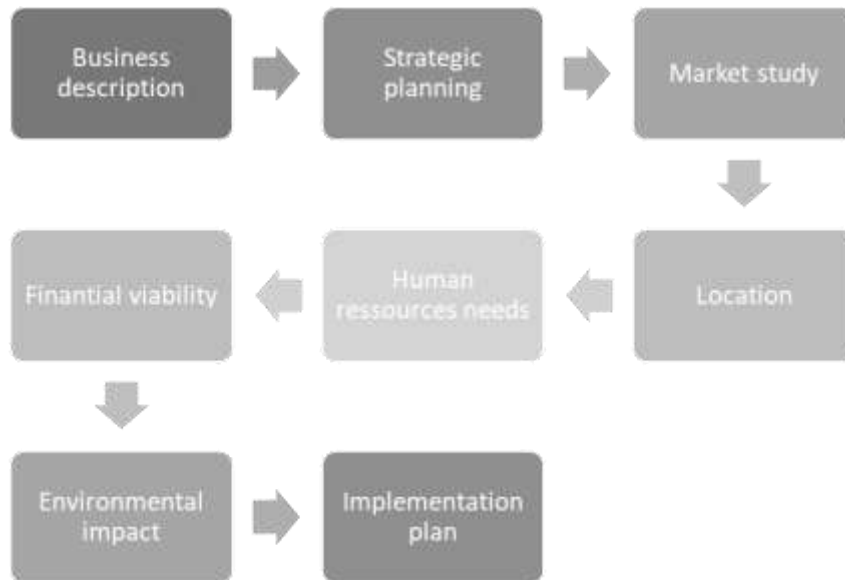 Business
description
Strategic
planning
Market study
Location
Human
ressources needs
Finantial viability
Environmental
impact
Implementation
plan